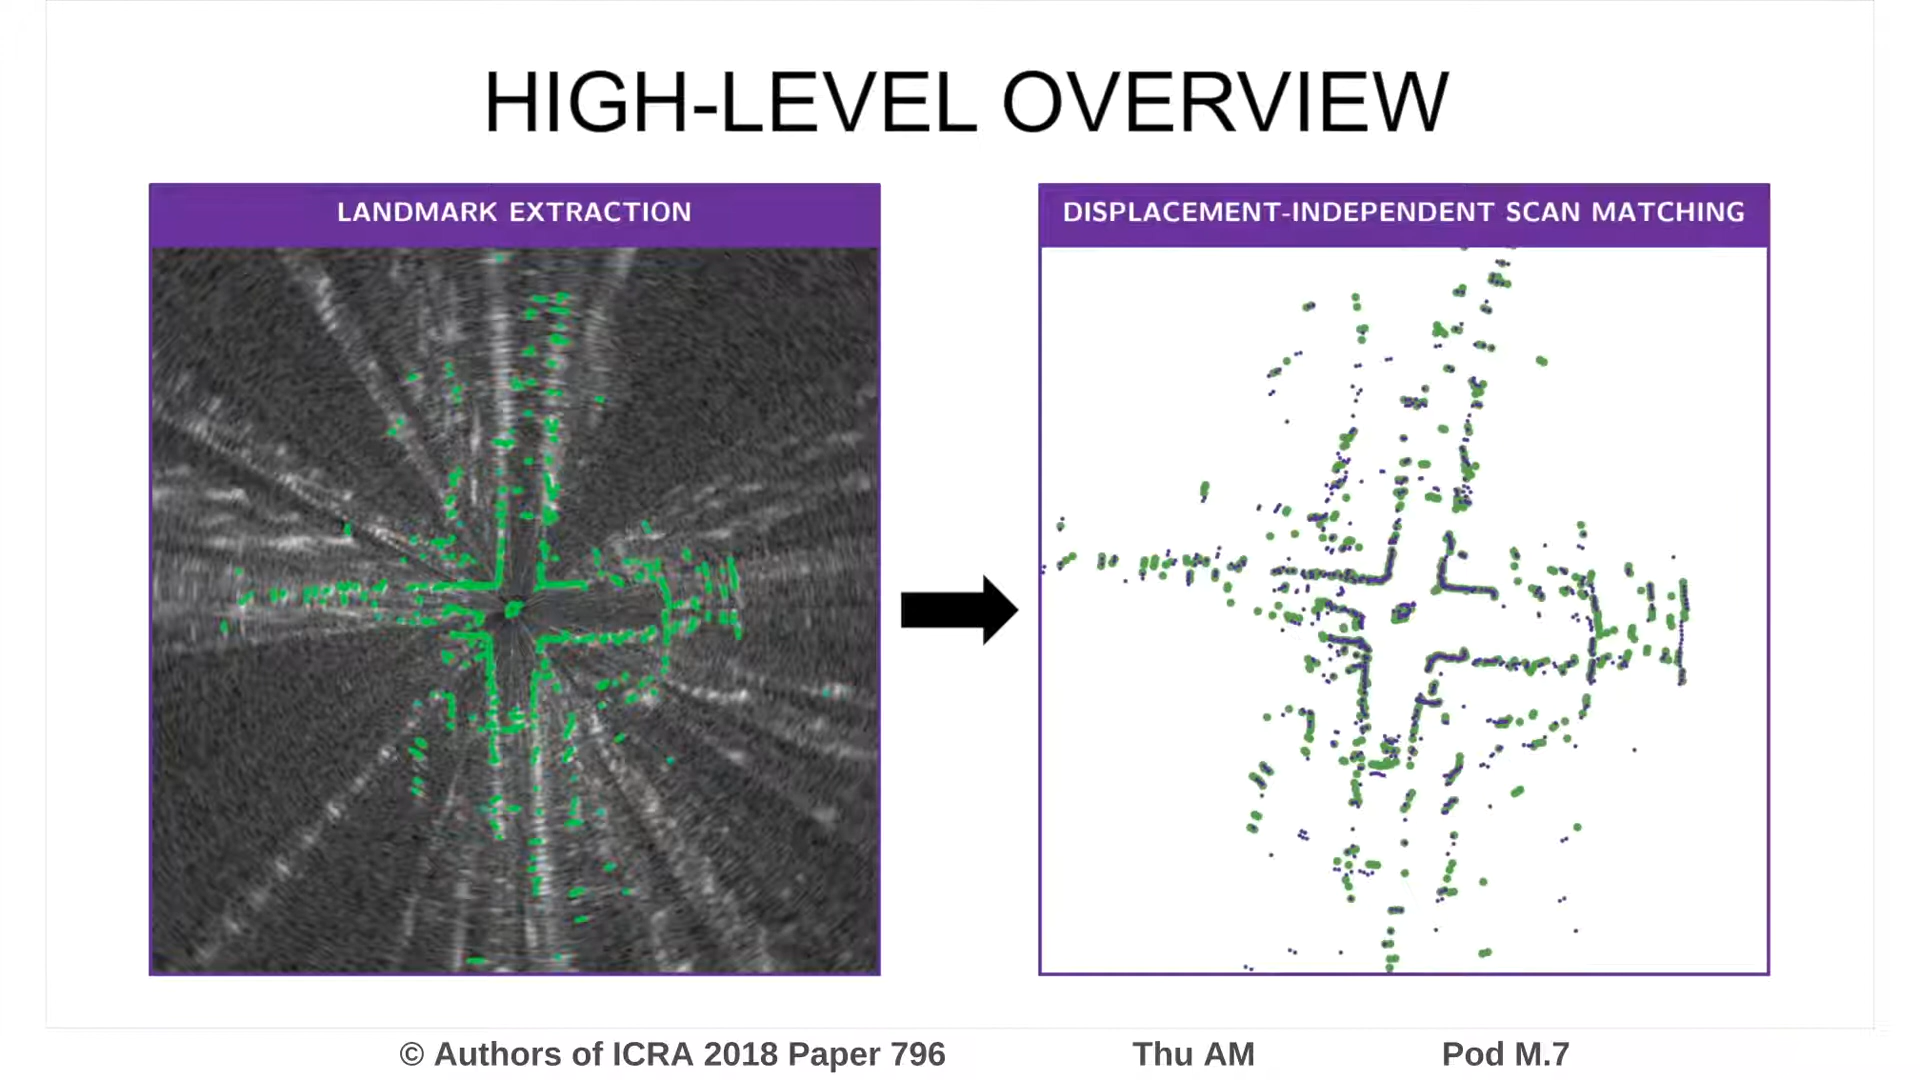 HIGH-LEVEL OVERVIEW
LANDMARK EXTRACTION
DISPLACEMENT-INDEPENDENT SCAN MATCHING
© Authors of ICRA 2018 Paper 796 Thu AM Pod M.7